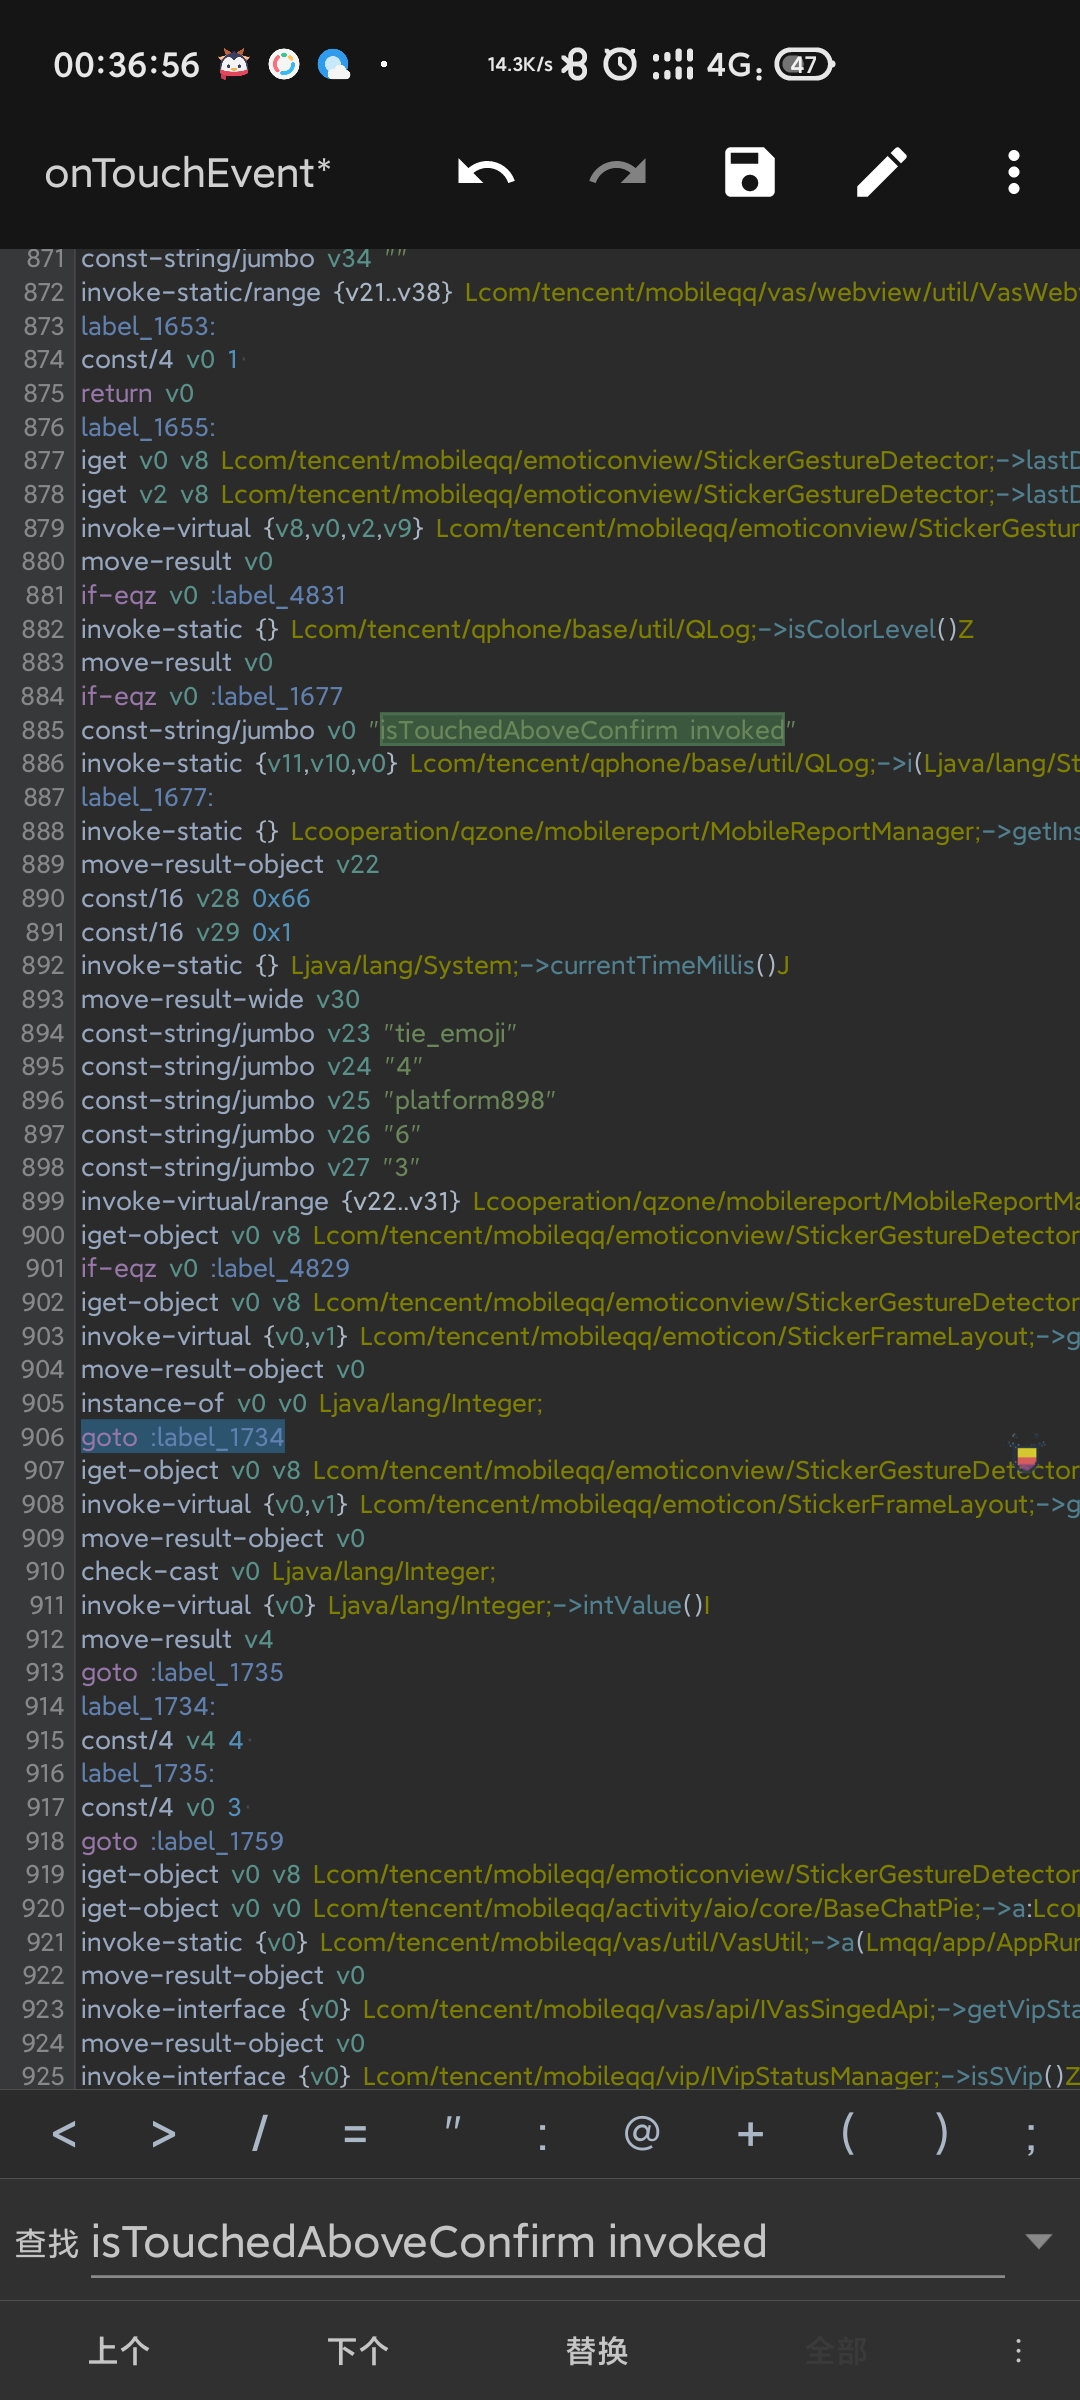 00:36:56 14.3K/s 4G 47
onTouchEvent*
871 const-string/jumbo v34 ""
872 invoke-static/range {v21..v38} Lcom/tencent/mobileqq/vas/webview/util/VasWeb
873 label_1653:
874 const/4 v0 1
875 return v0
876 label_1655:
877 iget v0 v8 Lcom/tencent/mobileqq/emoticonview/StickerGestureDetector;->lastD
878 iget v2 v8 Lcom/tencent/mobileqq/emoticonview/StickerGestureDetector;->lastD
879 invoke-virtual {v8,v0,v2,v9} Lcom/tencent/mobileqq/emoticonview/StickerGestur
880 move-result v0
881 if-eqz v0 :label_4831
882 invoke-static {} Lcom/tencent/qphone/base/util/QLog;->isColorLevel()Z
883 move-result v0
884 if-eqz v0 :label_1677
885 const-string/jumbo v0 "isTouchedAboveConfirm invoked"
886 invoke-static {v11,v10,v0} Lcom/tencent/qphone/base/util/QLog;->i(Ljava/lang/St
887 label_1677:
888 invoke-static {} Lcooperation/qzone/mobilereport/MobileReportManager;->getIns
889 move-result-object v22
890 const/16 v28 0x66
891 const/16 v29 0x1
892 invoke-static {} Ljava/lang/System;->currentTimeMillis()J
893 move-result-wide v30
894 const-string/jumbo v23 "tie_emoji"
895 const-string/jumbo v24 "4"
896 const-string/jumbo v25 "platform898"
897 const-string/jumbo v26 "6"
898 const-string/jumbo v27 "3"
899 invoke-virtual/range {v22..v31} Lcooperation/qzone/mobilereport/MobileReportMa
900 iget-object v0 v8 Lcom/tencent/mobileqq/emoticonview/StickerGestureDetector
901 if-eqz v0 :label_4829
902 iget-object v0 v8 Lcom/tencent/mobileqq/emoticonview/StickerGestureDetector
903 invoke-virtual {v0,v1} Lcom/tencent/mobileqq/emoticon/StickerFrameLayout;->g
904 move-result-object v0
905 instance-of v0 v0 Ljava/lang/Integer;
906 goto :label_1734
907 iget-object v0 v8 Lcom/tencent/mobileqq/emoticonview/StickerGestureDetector
908 invoke-virtual {v0,v1} Lcom/tencent/mobileqq/emoticon/StickerFrameLayout;->g
909 move-result-object v0
910 check-cast v0 Ljava/lang/Integer;
911 invoke-virtual {v0} Ljava/lang/Integer;->intValue()I
912 move-result v4
913 goto :label_1735
914 label_1734:
915 const/4 v4 4
916 label_1735:
917 const/4 v0 3
918 goto :label_1759
919 iget-object v0 v8 Lcom/tencent/mobileqq/emoticonview/StickerGestureDetector
920 iget-object v0 v0 Lcom/tencent/mobileqq/activity/aio/core/BaseChatPie;->a:Lcor
921 invoke-static {v0} Lcom/tencent/mobileqq/vas/util/VasUtil;->a(Lmqq/app/AppRun
922 move-result-object v0
923 invoke-interface {v0} Lcom/tencent/mobileqq/vas/api/IVasSingedApi;->getVipSta
924 move-result-object v0
925 invoke-interface {v0} Lcom/tencent/mobileqq/vip/IVipStatusManager;->isSVip()Z
< > / = " : @ + ( ) ;
查找 isTouchedAboveConfirm invoked
上个 下个 替换 全部